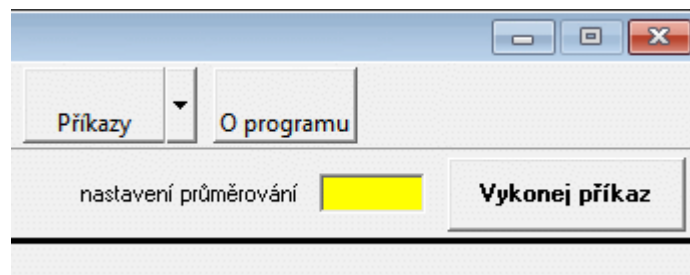 Příkazy
O programu
nastavení průměrování
Vykonej příkaz